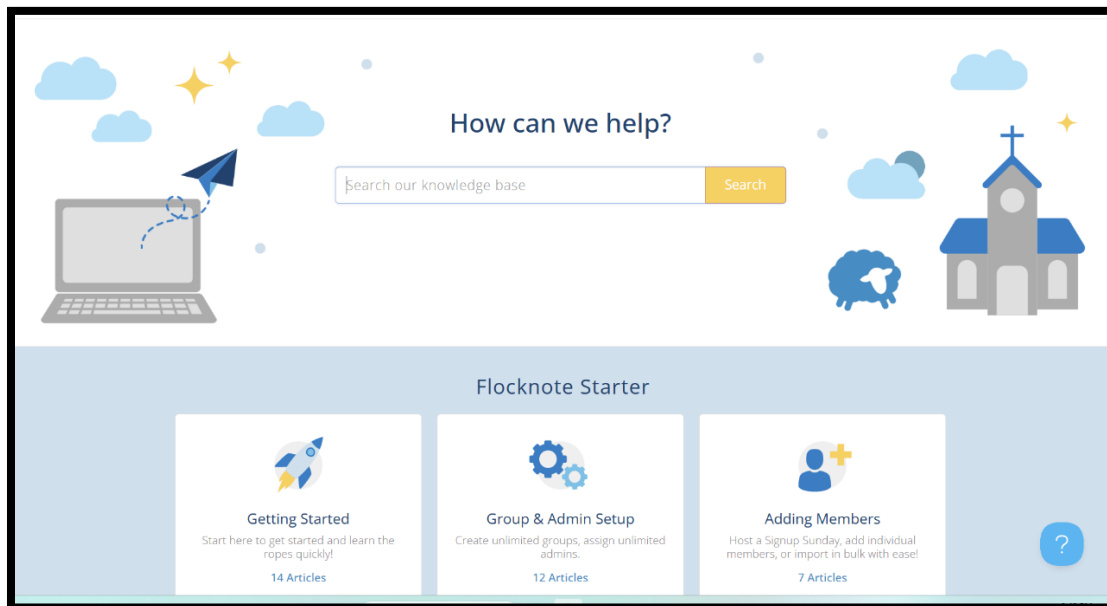 How can we help?
Search our knowledge base
Search
Flocknote Starter
Getting Started
Start here to get started and learn the
ropes quickly!
14 Articles
Group & Admin Setup
Create unlimited groups, assign unlimited
admins.
12 Articles
Adding Members
Host a Signup Sunday, add individual
members, or import in bulk with ease!
7 Articles
?